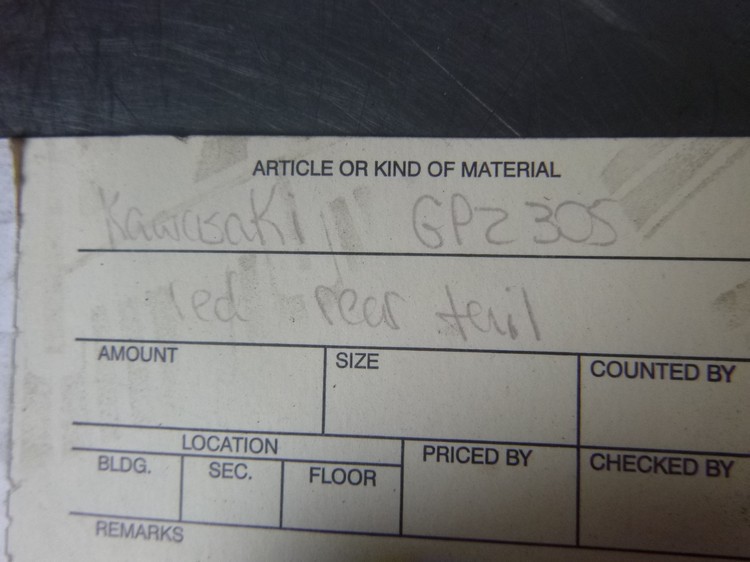 ARTICLE OR KIND OF MATERIAL
Kawasaki GPZ 305
red rear tail
AMOUNT SIZE COUNTED BY
LOCATION PRICED BY CHECKED BY
BLDG. SEC. FLOOR
REMARKS